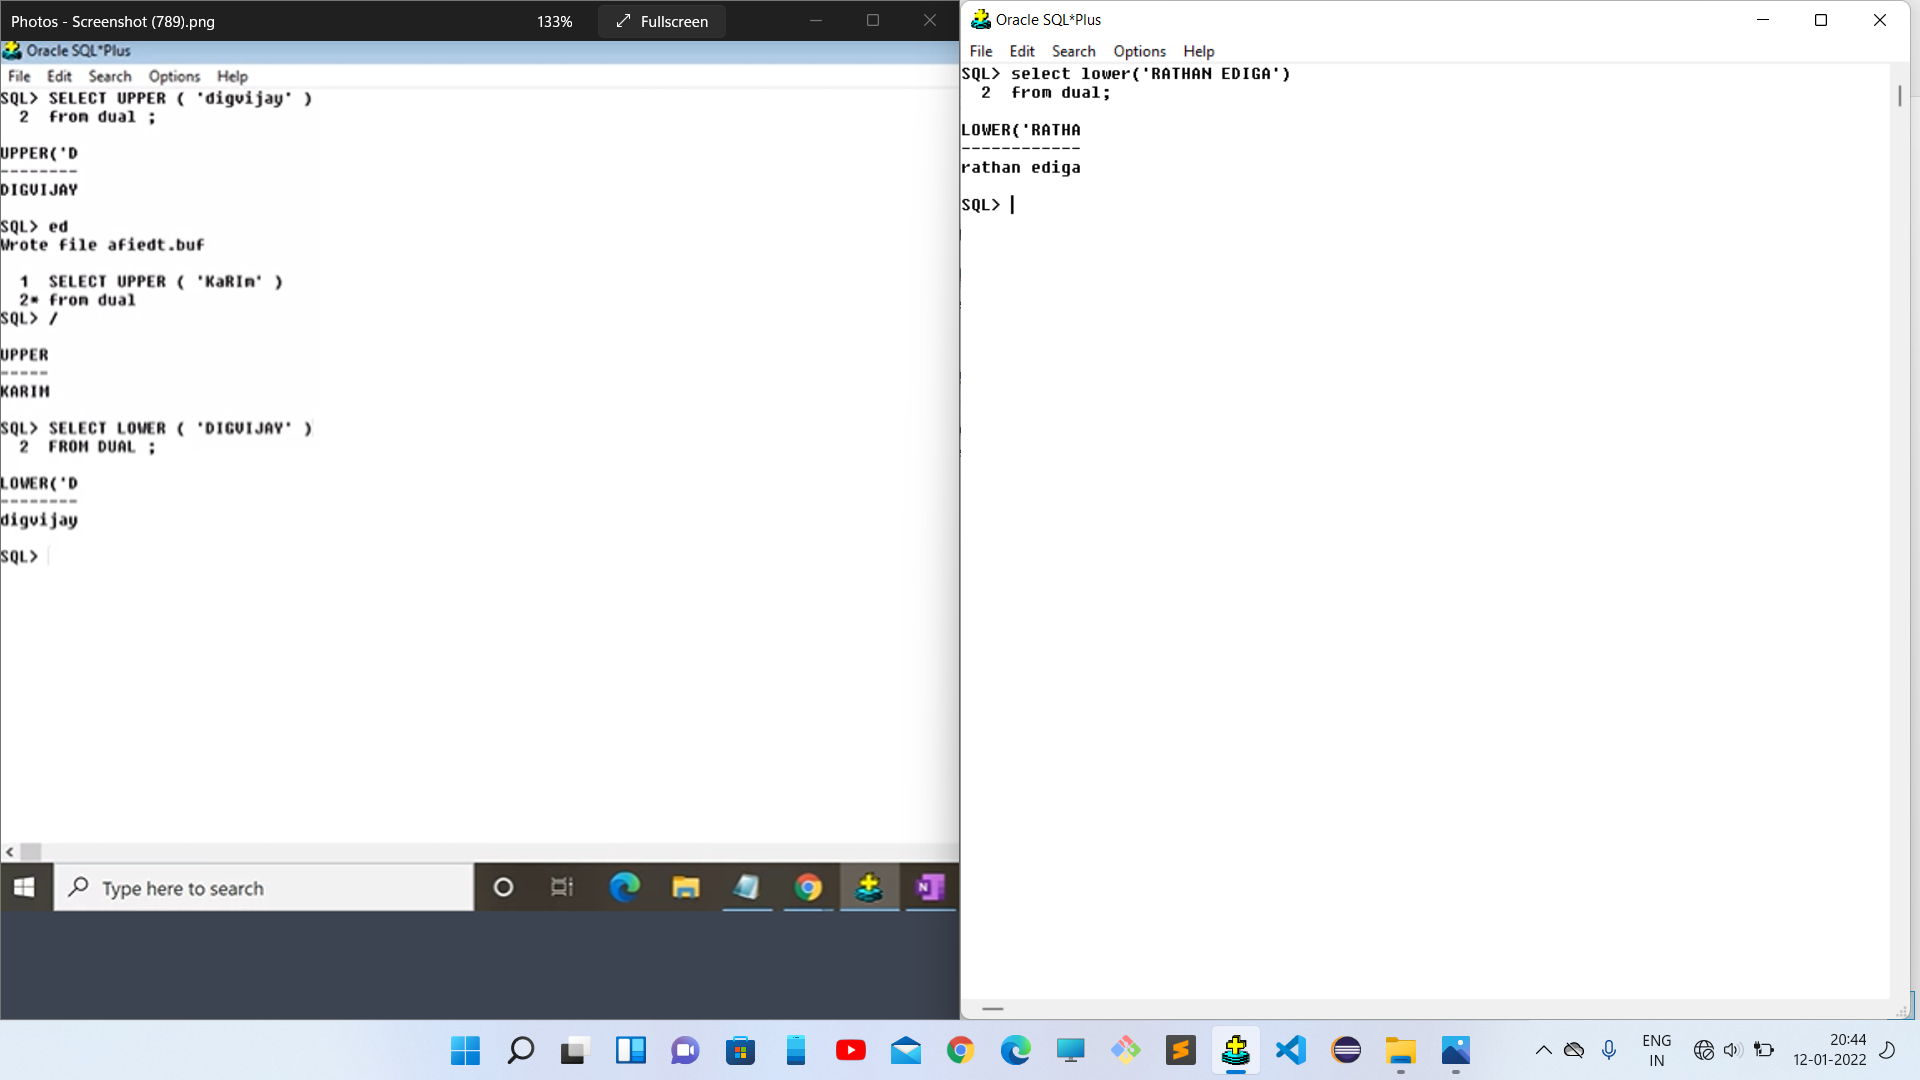 Photos - Screenshot (789).png
133%
Fullscreen
Oracle SQL*Plus
File Edit Search Options Help
SQL> SELECT UPPER ( 'digvijay' )
2 from dual ;
UPPER('D
--------
DIGVIJAY
SQL> ed
Wrote file afiedt.buf
1 SELECT UPPER ( 'KaRIm' )
2* from dual
SQL> /
UPPER
-----
KARIM
SQL> SELECT LOWER ( 'DIGVIJAY' )
2 FROM DUAL ;
LOWER('D
--------
digvijay
SQL>
Type here to search
Oracle SQL*Plus
File Edit Search Options Help
SQL> select lower('RATHAN EDIGA')
2 from dual;
LOWER('RATHA
------------
rathan ediga
SQL>
ENG
IN
20:44
12-01-2022